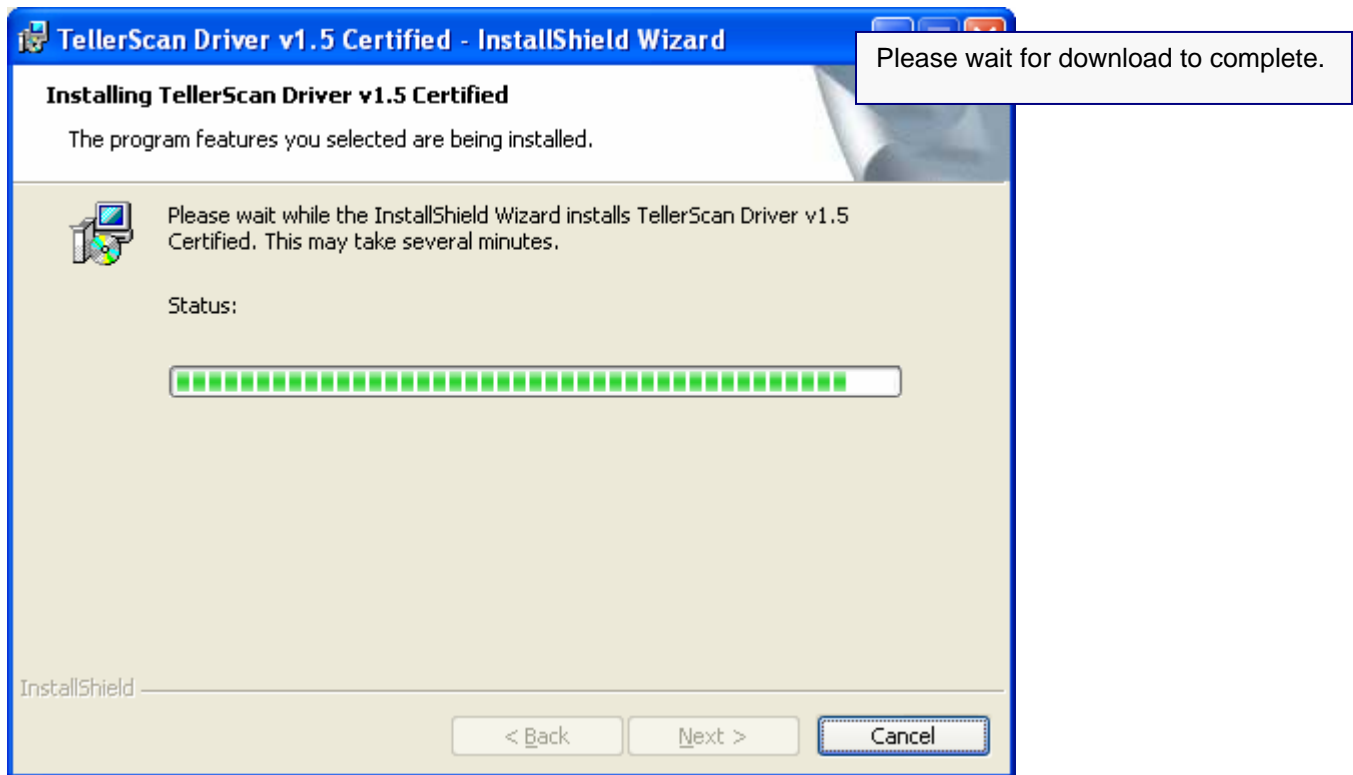 TellerScan Driver v1.5 Certified - InstallShield Wizard
Please wait for download to complete.
Installing TellerScan Driver v1.5 Certified
The program features you selected are being installed.
Please wait while the InstallShield Wizard installs TellerScan Driver v1.5
Certified. This may take several minutes.
Status:
InstallShield
< Back
Next >
Cancel